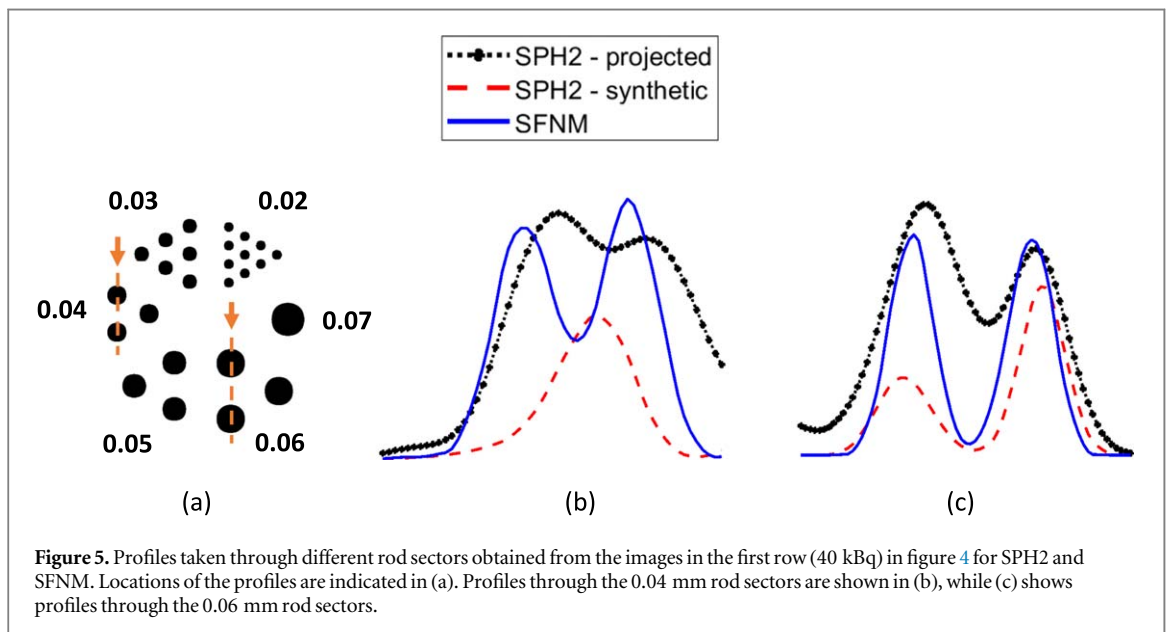 SPH2 - projected
SPH2 - synthetic
SFNM
0.03
0.02
0.04
0.07
0.05
0.06
(a)
(b)
(c)
Figure 5. Profiles taken through different rod sectors obtained from the images in the first row (40 kBq) in figure 4 for SPH2 and
SFNM. Locations of the profiles are indicated in (a). Profiles through the 0.04 mm rod sectors are shown in (b), while (c) shows
profiles through the 0.06 mm rod sectors.